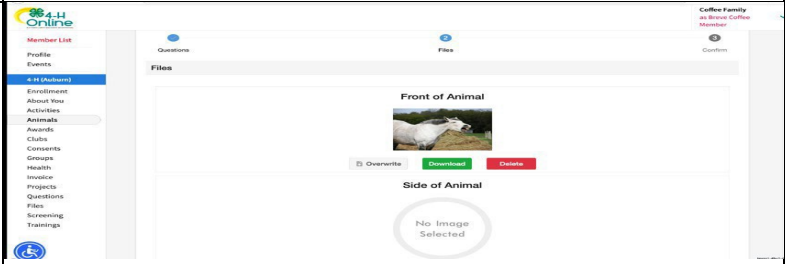 4-H
Online
Coffee Family
as Bravo Coffee
Member
Member List
Profile
Events
4-H (Auburn)
Enrollment
About You
Activities
Animals
Awards
Clubs
Consents
Groups
Health
Invoice
Projects
Questions
Files
Screening
Trainings
Questions
2
Files
3
Confirm
Files
Front of Animal
Overwrite
Download
Delete
Side of Animal
No Image
Selected